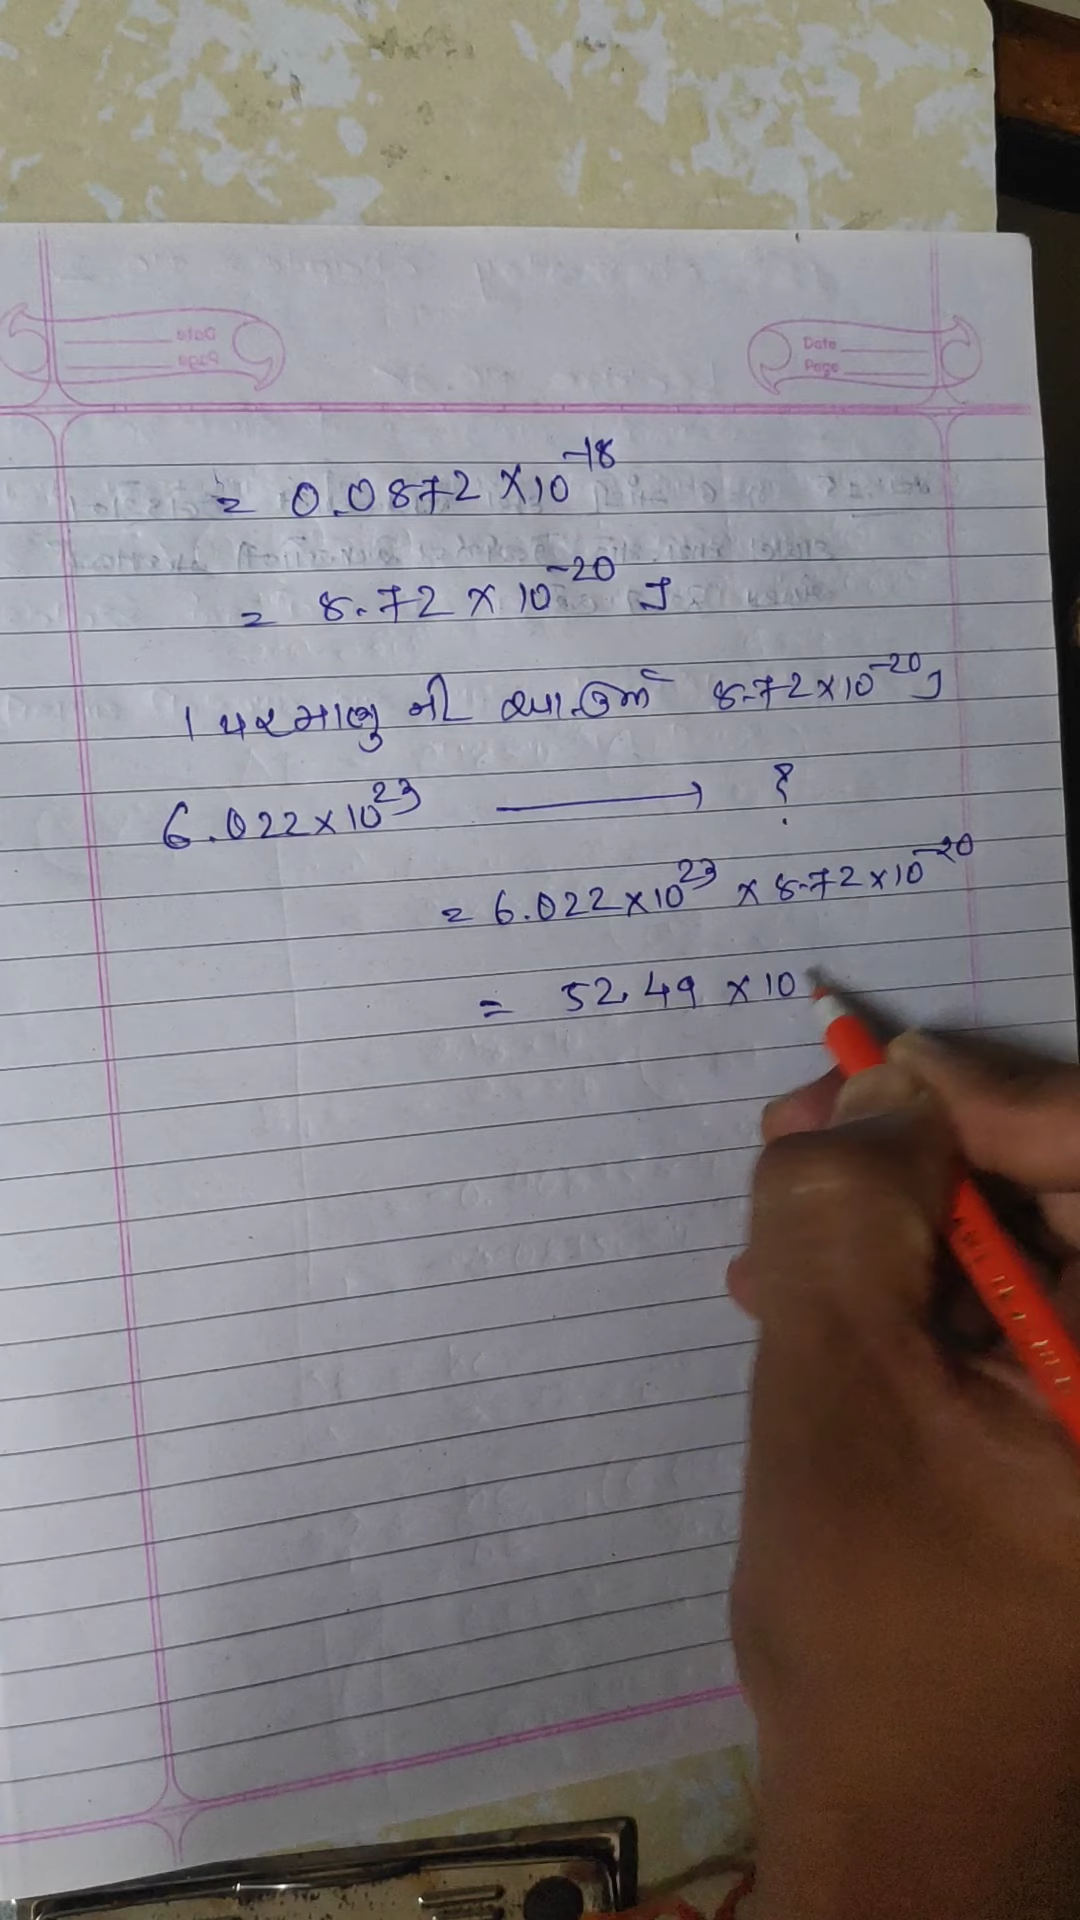 Date
Page
= 0.0872 × 10⁻¹⁸
= 8.72 × 10⁻²⁰ J
1 પરમાણુ ની આ.ઊર્જા 8.72 × 10⁻²⁰ J
6.022 × 10²³ ⟶ ?
= 6.022 × 10²³ × 8.72 × 10⁻²⁰
= 52.49 × 10